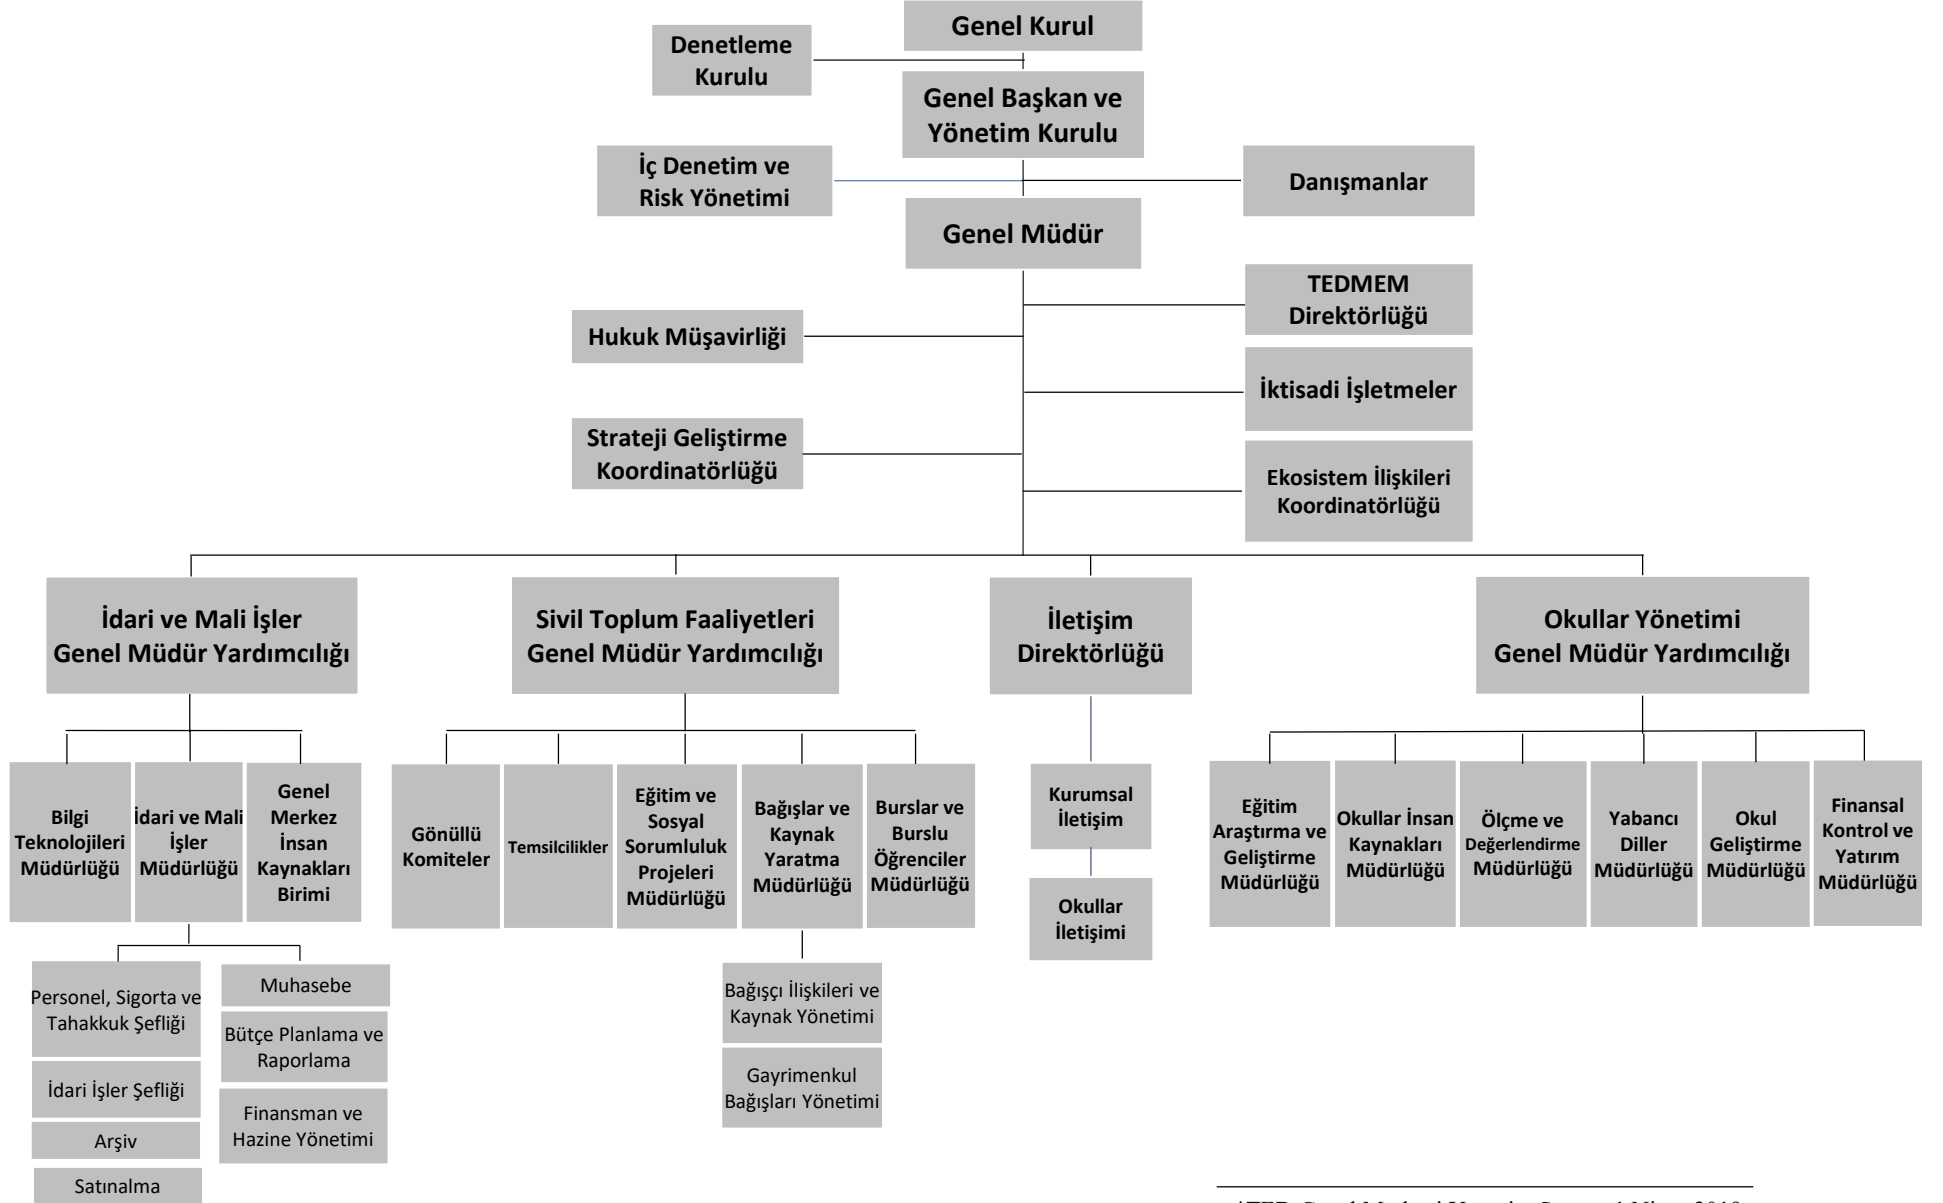 Genel Kurul
Denetleme
Kurulu
Genel Başkan ve
Yönetim Kurulu
İç Denetim ve
Risk Yönetimi
Danışmanlar
Genel Müdür
TEDMEM
Direktörlüğü
Hukuk Müşavirliği
İktisadi İşletmeler
Strateji Geliştirme
Koordinatörlüğü
Ekosistem İlişkileri
Koordinatörlüğü
İdari ve Mali İşler
Genel Müdür Yardımcılığı
Sivil Toplum Faaliyetleri
Genel Müdür Yardımcılığı
İletişim
Direktörlüğü
Okullar Yönetimi
Genel Müdür Yardımcılığı
Bilgi
Teknolojileri
Müdürlüğü
İdari ve Mali
İşler
Müdürlüğü
Genel
Merkez
İnsan
Kaynakları
Birimi
Gönüllü
Komiteler
Temsilcilikler
Eğitim ve
Sosyal
Sorumluluk
Projeleri
Müdürlüğü
Bağışlar ve
Kaynak
Yaratma
Müdürlüğü
Burslar ve
Burslu
Öğrenciler
Müdürlüğü
Kurumsal
İletişim
Okullar
İletişimi
Eğitim
Araştırma ve
Geliştirme
Müdürlüğü
Okullar İnsan
Kaynakları
Müdürlüğü
Ölçme ve
Değerlendirme
Müdürlüğü
Yabancı
Diller
Müdürlüğü
Okul
Geliştirme
Müdürlüğü
Finansal
Kontrol ve
Yatırım
Müdürlüğü
Personel, Sigorta ve
Tahakkuk Şefliği
İdari İşler Şefliği
Arşiv
Satınalma
Muhasebe
Bütçe Planlama ve
Raporlama
Finansman ve
Hazine Yönetimi
Bağışçı İlişkileri ve
Kaynak Yönetimi
Gayrimenkul
Bağışları Yönetimi